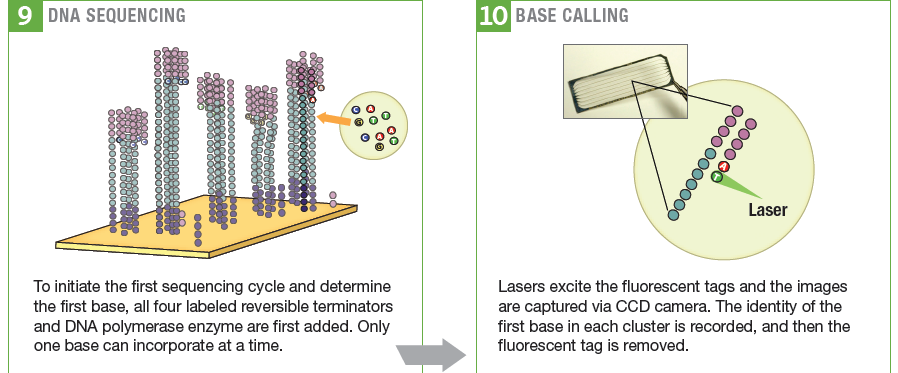 9 DNA SEQUENCING
C A T
G T
C A A T
G
To initiate the first sequencing cycle and determine
the first base, all four labeled reversible terminators
and DNA polymerase enzyme are first added. Only
one base can incorporate at a time.
10 BASE CALLING
A
T
Laser
Lasers excite the fluorescent tags and the images
are captured via CCD camera. The identity of the
first base in each cluster is recorded, and then the
fluorescent tag is removed.